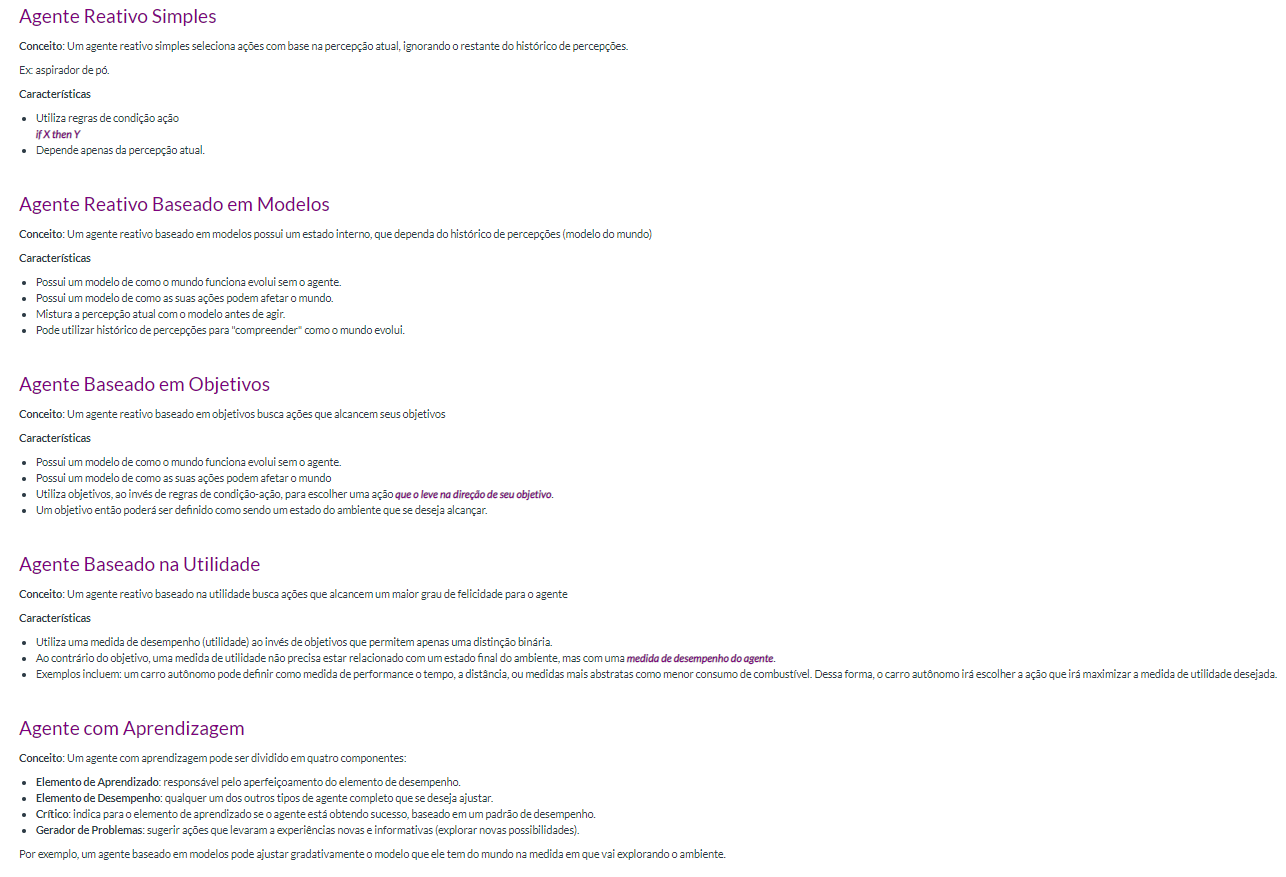 Agente Reativo Simples
Conceito: Um agente reativo simples seleciona ações com base na percepção atual, ignorando o restante do histórico de percepções.
Ex: aspirador de pó.
Características
Utiliza regras de condição ação
if X then Y
Depende apenas da percepção atual.
Agente Reativo Baseado em Modelos
Conceito: Um agente reativo baseado em modelos possui um estado interno, que dependa do histórico de percepções (modelo do mundo)
Características
Possui um modelo de como o mundo funciona evolui sem o agente.
Possui um modelo de como as suas ações podem afetar o mundo.
Mistura a percepção atual com o modelo antes de agir.
Pode utilizar histórico de percepções para "compreender" como o mundo evolui.
Agente Baseado em Objetivos
Conceito: Um agente reativo baseado em objetivos busca ações que alcancem seus objetivos
Características
Possui um modelo de como o mundo funciona evolui sem o agente.
Possui um modelo de como as suas ações podem afetar o mundo
Utiliza objetivos, ao invés de regras de condição-ação, para escolher uma ação que o leve na direção de seu objetivo.
Um objetivo então poderá ser definido como sendo um estado do ambiente que se deseja alcançar.
Agente Baseado na Utilidade
Conceito: Um agente reativo baseado na utilidade busca ações que alcancem um maior grau de felicidade para o agente
Características
Utiliza uma medida de desempenho (utilidade) ao invés de objetivos que permitem apenas uma distinção binária.
Ao contrário do objetivo, uma medida de utilidade não precisa estar relacionado com um estado final do ambiente, mas com uma medida de desempenho do agente.
Exemplos incluem: um carro autônomo pode definir como medida de performance o tempo, a distância, ou medidas mais abstratas como menor consumo de combustível. Dessa forma, o carro autônomo irá escolher a ação que irá maximizar a medida de utilidade desejada.
Agente com Aprendizagem
Conceito: Um agente com aprendizagem pode ser dividido em quatro componentes:
Elemento de Aprendizado: responsável pelo aperfeiçoamento do elemento de desempenho.
Elemento de Desempenho: qualquer um dos outros tipos de agente completo que se deseja ajustar.
Crítico: indica para o elemento de aprendizado se o agente está obtendo sucesso, baseado em um padrão de desempenho.
Gerador de Problemas: sugerir ações que levaram a experiências novas e informativas (explorar novas possibilidades).
Por exemplo, um agente baseado em modelos pode ajustar gradativamente o modelo que ele tem do mundo na medida em que vai explorando o ambiente.